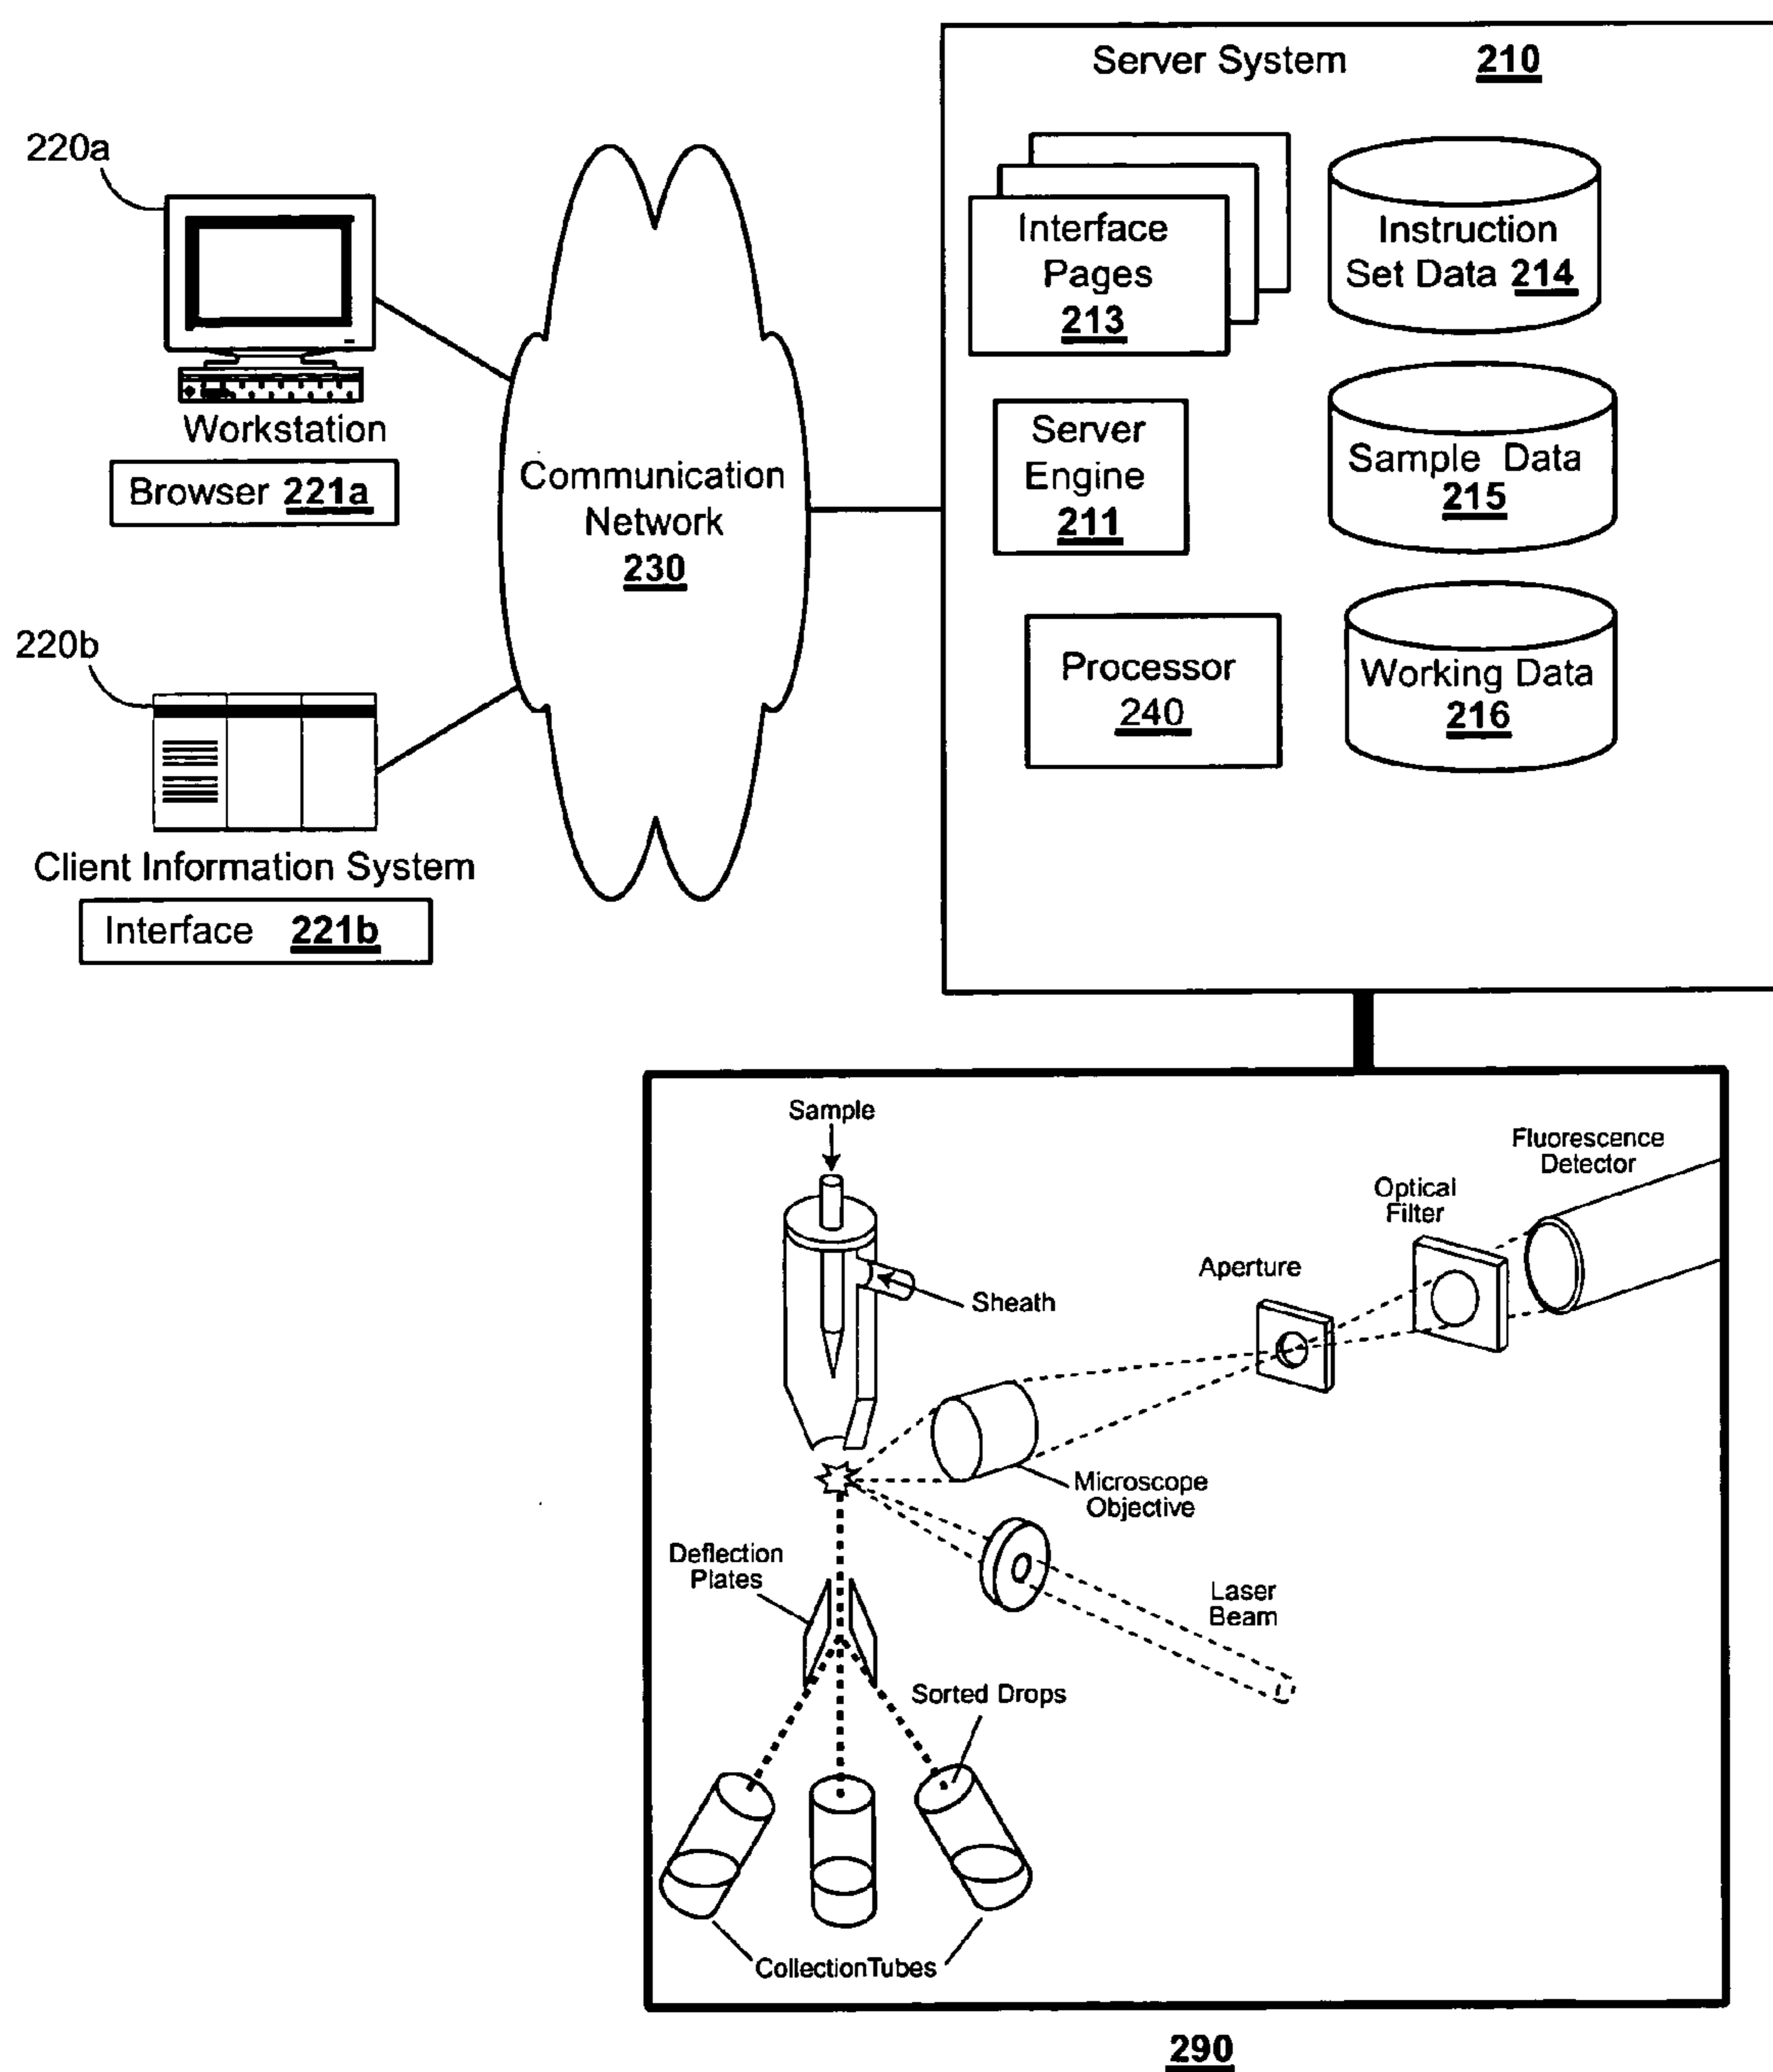 Server System 210
220a
Interface
Pages
213
Instruction
Set Data 214
Workstation
Browser 221a
Communication
Network
230
Server
Engine
211
Sample Data
215
220b
Processor
240
Working Data
216
Client Information System
Interface 221b
Sample
Fluorescence
Detector
Optical
Filter
Aperture
Sheath
Microscope
Objective
Deflection
Plates
Laser
Beam
Sorted Drops
CollectionTubes
290